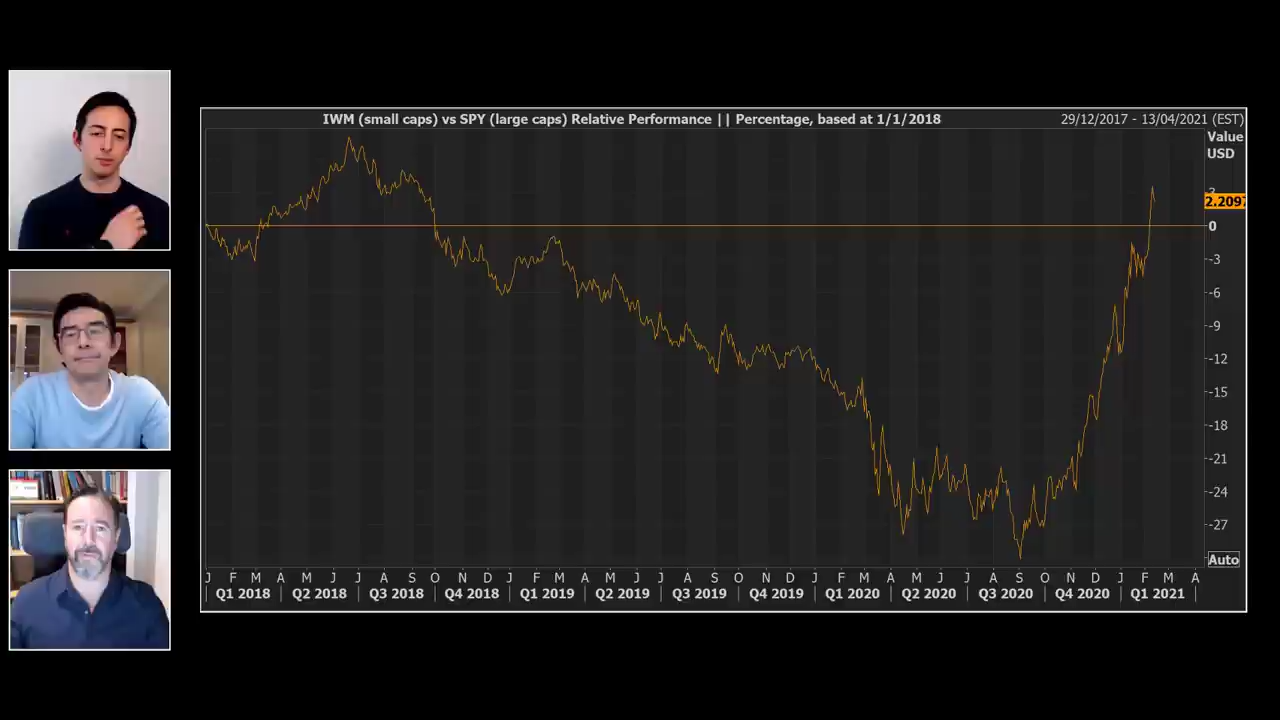 IWM (small caps) vs SPY (large caps) Relative Performance || Percentage, based at 1/1/2018
29/12/2017 - 13/04/2021 (EST)
Value
USD
3
2.2097
0
-3
-6
-9
-12
-15
-18
-21
-24
-27
Auto
J F M A M J J A S O N D J F M A M J J A S O N D J F M A M J J A S O N D J F M A
Q1 2018 Q2 2018 Q3 2018 Q4 2018 Q1 2019 Q2 2019 Q3 2019 Q4 2019 Q1 2020 Q2 2020 Q3 2020 Q4 2020 Q1 2021